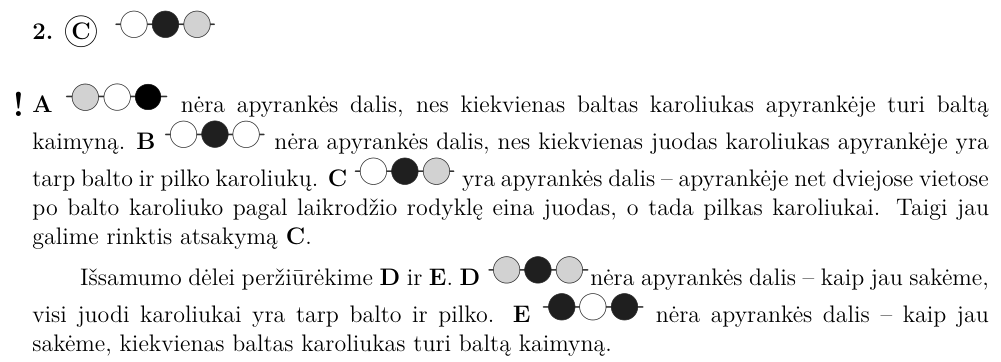 2. C
! A nėra apyrankės dalis, nes kiekvienas baltas karoliukas apyrankėje turi baltą
kaimyną. B nėra apyrankės dalis, nes kiekvienas juodas karoliukas apyrankėje yra
tarp balto ir pilko karoliukų. C yra apyrankės dalis – apyrankėje net dviejose vietose
po balto karoliuko pagal laikrodžio rodyklę eina juodas, o tada pilkas karoliukai. Taigi jau
galime rinktis atsakymą C.
Išsamumo dėlei peržiūrėkime D ir E. D nėra apyrankės dalis – kaip jau sakėme,
visi juodi karoliukai yra tarp balto ir pilko. E nėra apyrankės dalis – kaip jau
sakėme, kiekvienas baltas karoliukas turi baltą kaimyną.